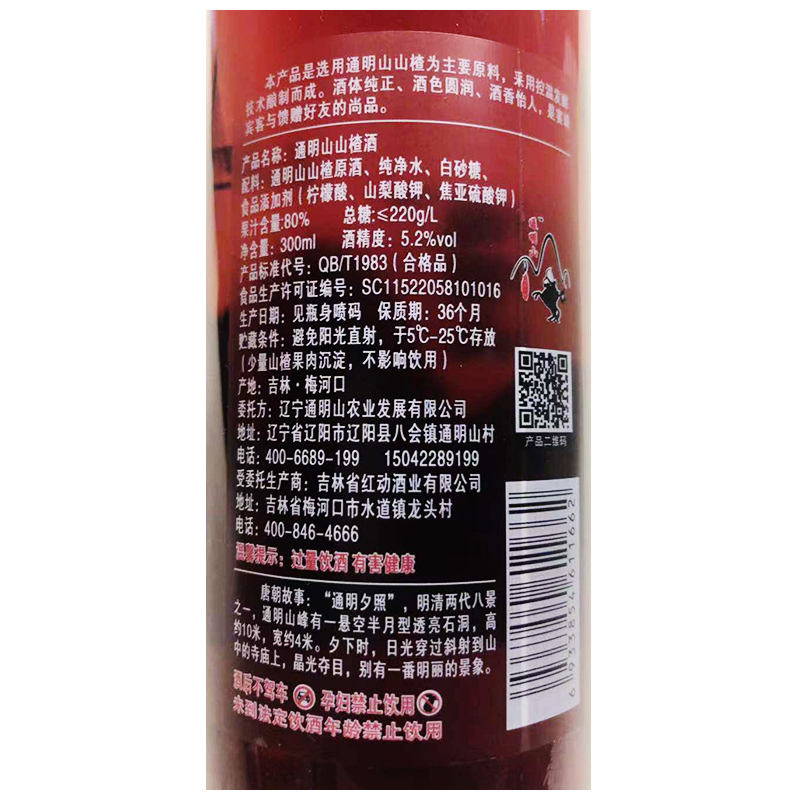 本产品是选用通明山山楂为主要原料，采用控温发酵
技术酿制而成。酒体纯正、酒色圆润、酒香怡人，是宴请
宾客与馈赠好友的尚品。
产品名称：通明山山楂酒
配料：通明山山楂原酒、纯净水、白砂糖、
食品添加剂（柠檬酸、山梨酸钾、焦亚硫酸钾）
果汁含量:80% 总糖:≤220g/L
净含量：300ml 酒精度：5.2%vol
产品标准代号：QB/T1983（合格品）
食品生产许可证编号：SC11522058101016
生产日期：见瓶身喷码 保质期：36个月
贮藏条件：避免阳光直射，于5℃-25℃存放
（少量山楂果肉沉淀，不影响饮用）
产地：吉林·梅河口
委托方：辽宁通明山农业发展有限公司
地址：辽宁省辽阳市辽阳县八会镇通明山村
电话：400-6689-199 15042289199
受委托生产商：吉林省红动酒业有限公司
地址：吉林省梅河口市水道镇龙头村
电话：400-846-4666
温馨提示：过量饮酒 有害健康
唐朝故事：“通明夕照”，明清两代八景
之一，通明山峰有一悬空半月型透亮石洞，高
约10米，宽约4米。夕下时，日光穿过斜射到山
中的寺庙上，晶光夺目，别有一番明丽的景象。
酒后不驾车 孕妇禁止饮用
未到法定饮酒年龄禁止饮用
通明山
产品二维码
6933854611662